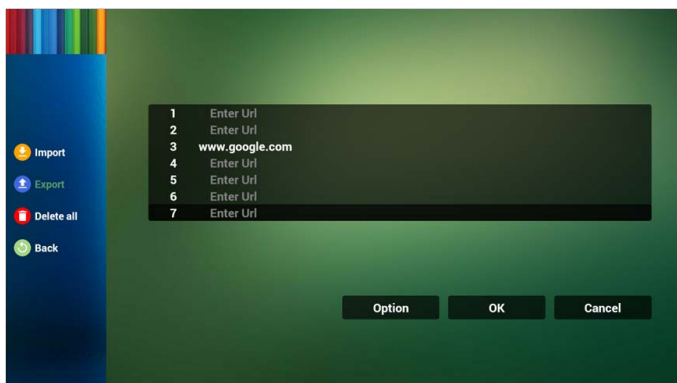 Import
Export
Delete all
Back
1 Enter Url
2 Enter Url
3 www.google.com
4 Enter Url
5 Enter Url
6 Enter Url
7 Enter Url
Option OK Cancel